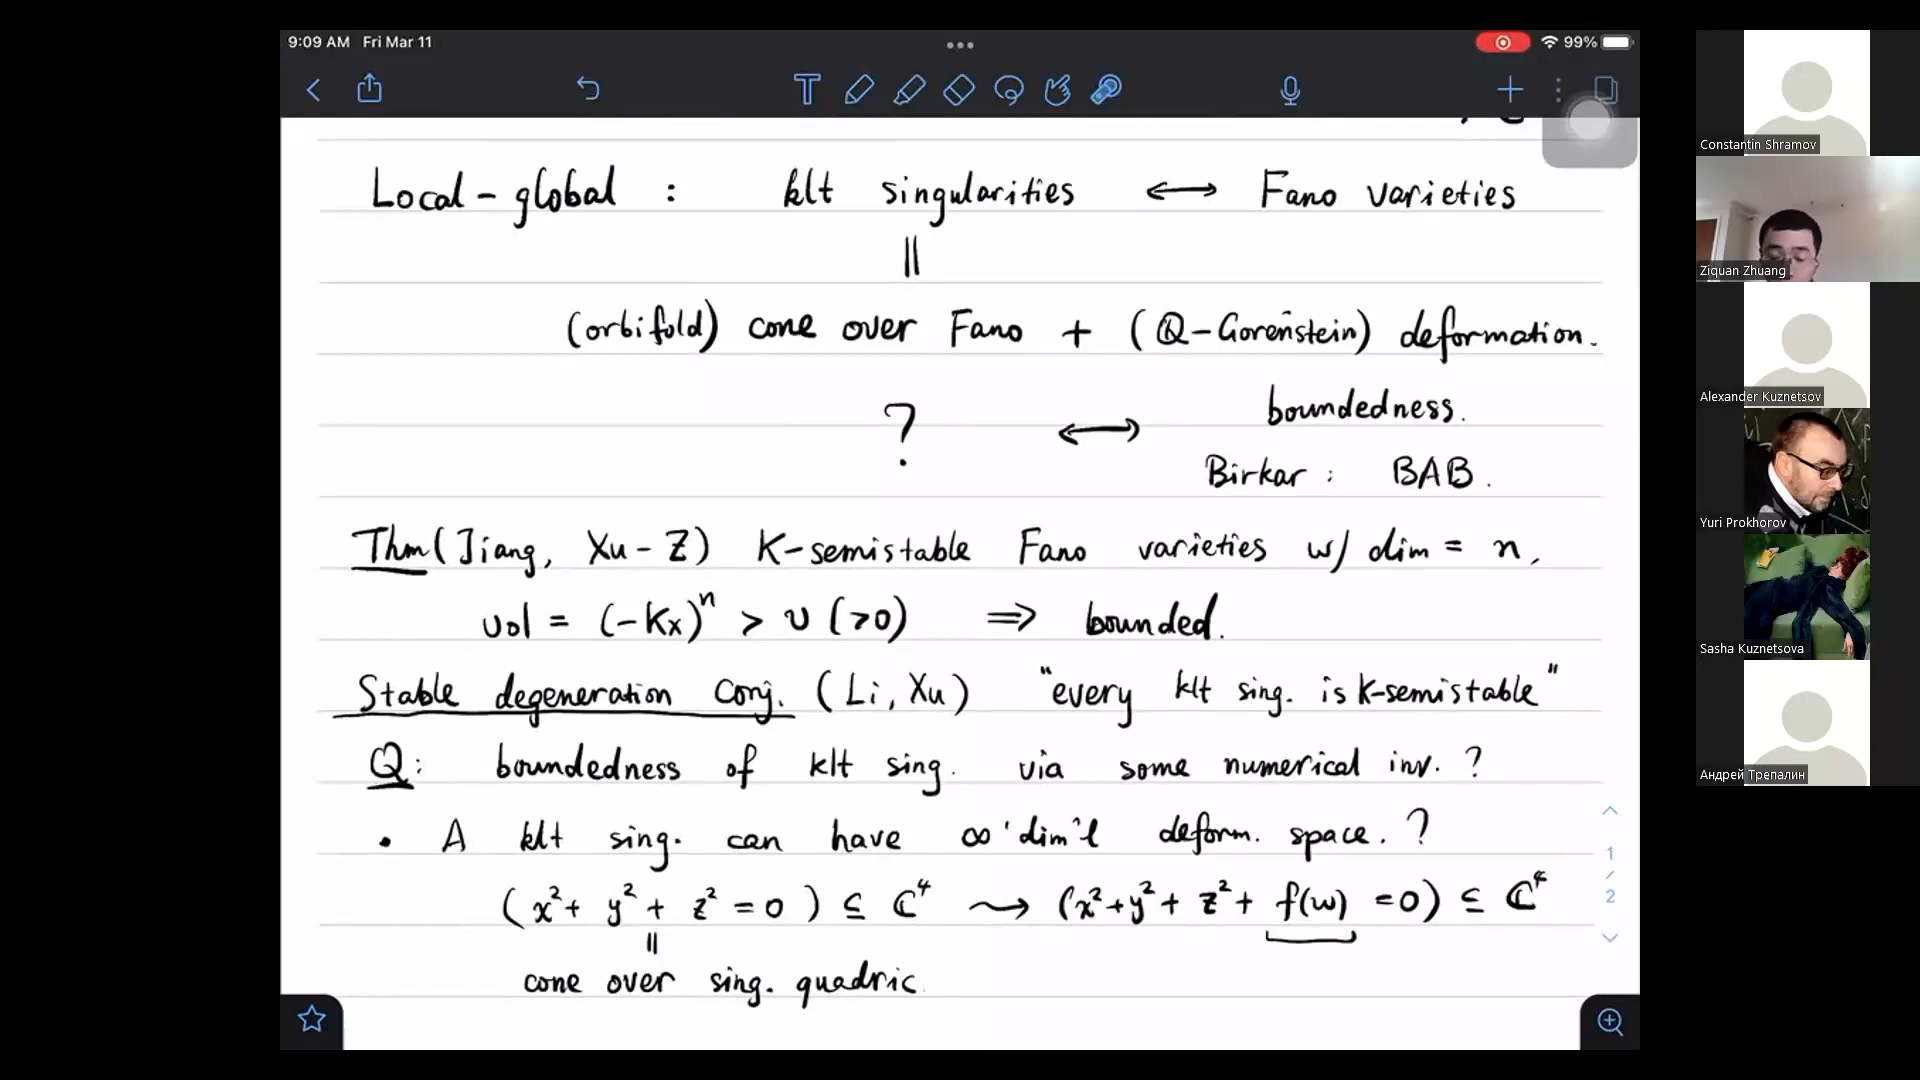 9:09 AM Fri Mar 11
99%
Local-global : klt singularities ⟷ Fano varieties
||
(orbifold) cone over Fano + (Q-Gorenstein) deformation.
? ⟷ boundedness.
Birkar : BAB.
Thm (Jiang, Xu-Z) K-semistable Fano varieties w/ dim = n,
vol = (-Kx)^n > v (>0) ⟹ bounded.
Stable degeneration Conj. (Li, Xu) "every klt sing. is K-semistable"
Q: boundedness of klt sing. via some numerical inv. ?
• A klt sing. can have ∞'dim'l deform. space. ?
(x²+ y² + z² = 0) ⊆ ℂ⁴ ⇝ (x²+y²+ z²+ f(w) =0) ⊆ ℂ⁴
||
cone over sing. quadric.
1
/
2
Constantin Shramov
Ziquan Zhuang
Alexander Kuznetsov
Yuri Prokhorov
Sasha Kuznetsova
Андрей Трепалин